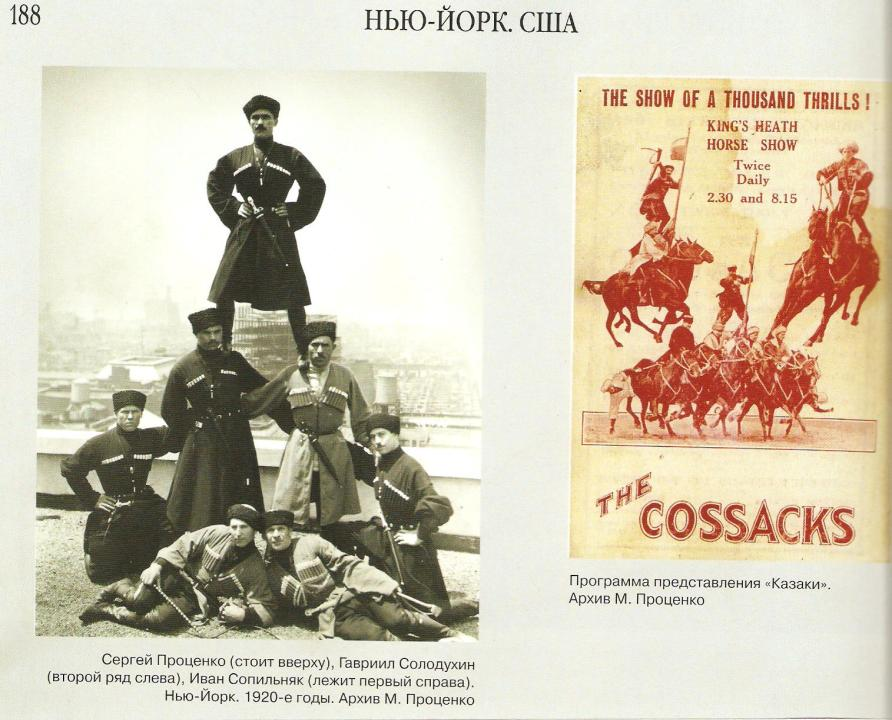 188
НЬЮ-ЙОРК. США
THE SHOW OF A THOUSAND THRILLS !
KING'S HEATH
HORSE SHOW
Twice
Daily
2.30 and 8.15
THE
COSSACKS
Программа представления «Казаки».
Архив М. Проценко
Сергей Проценко (стоит вверху), Гавриил Солодухин
(второй ряд слева), Иван Сопильняк (лежит первый справа).
Нью-Йорк. 1920-е годы. Архив М. Проценко